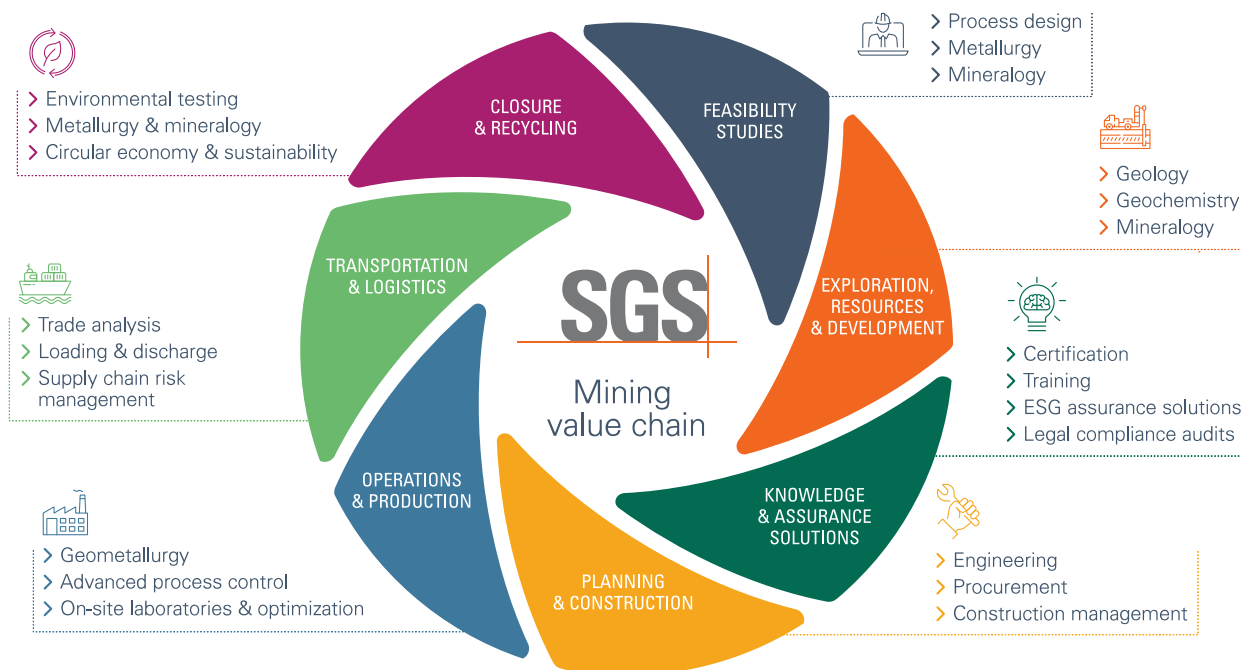 CLOSURE
& RECYCLING
FEASIBILITY
STUDIES
EXPLORATION,
RESOURCES
& DEVELOPMENT
KNOWLEDGE
& ASSURANCE
SOLUTIONS
PLANNING
& CONSTRUCTION
OPERATIONS
& PRODUCTION
TRANSPORTATION
& LOGISTICS
SGS
Mining
value chain
Environmental testing
Metallurgy & mineralogy
Circular economy & sustainability
Process design
Metallurgy
Mineralogy
Geology
Geochemistry
Mineralogy
Certification
Training
ESG assurance solutions
Legal compliance audits
Engineering
Procurement
Construction management
Geometallurgy
Advanced process control
On-site laboratories & optimization
Trade analysis
Loading & discharge
Supply chain risk
management